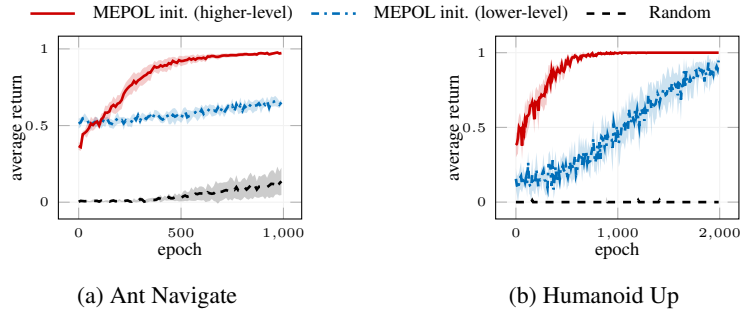 MEPOL init. (higher-level) MEPOL init. (lower-level) Random
1
0.5
0
average return
0 500 1,000
epoch
(a) Ant Navigate
1
0.5
0
average return
0 1,000 2,000
epoch
(b) Humanoid Up